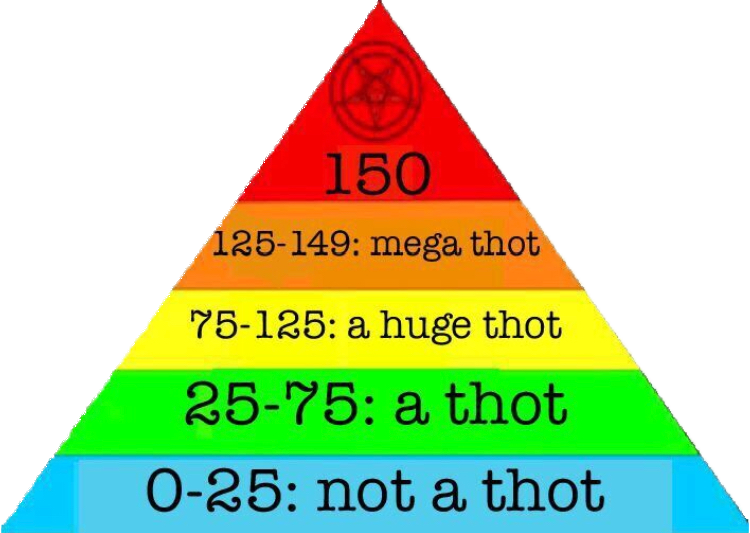 150
125-149: mega thot
75-125: a huge thot
25-75: a thot
0-25: not a thot